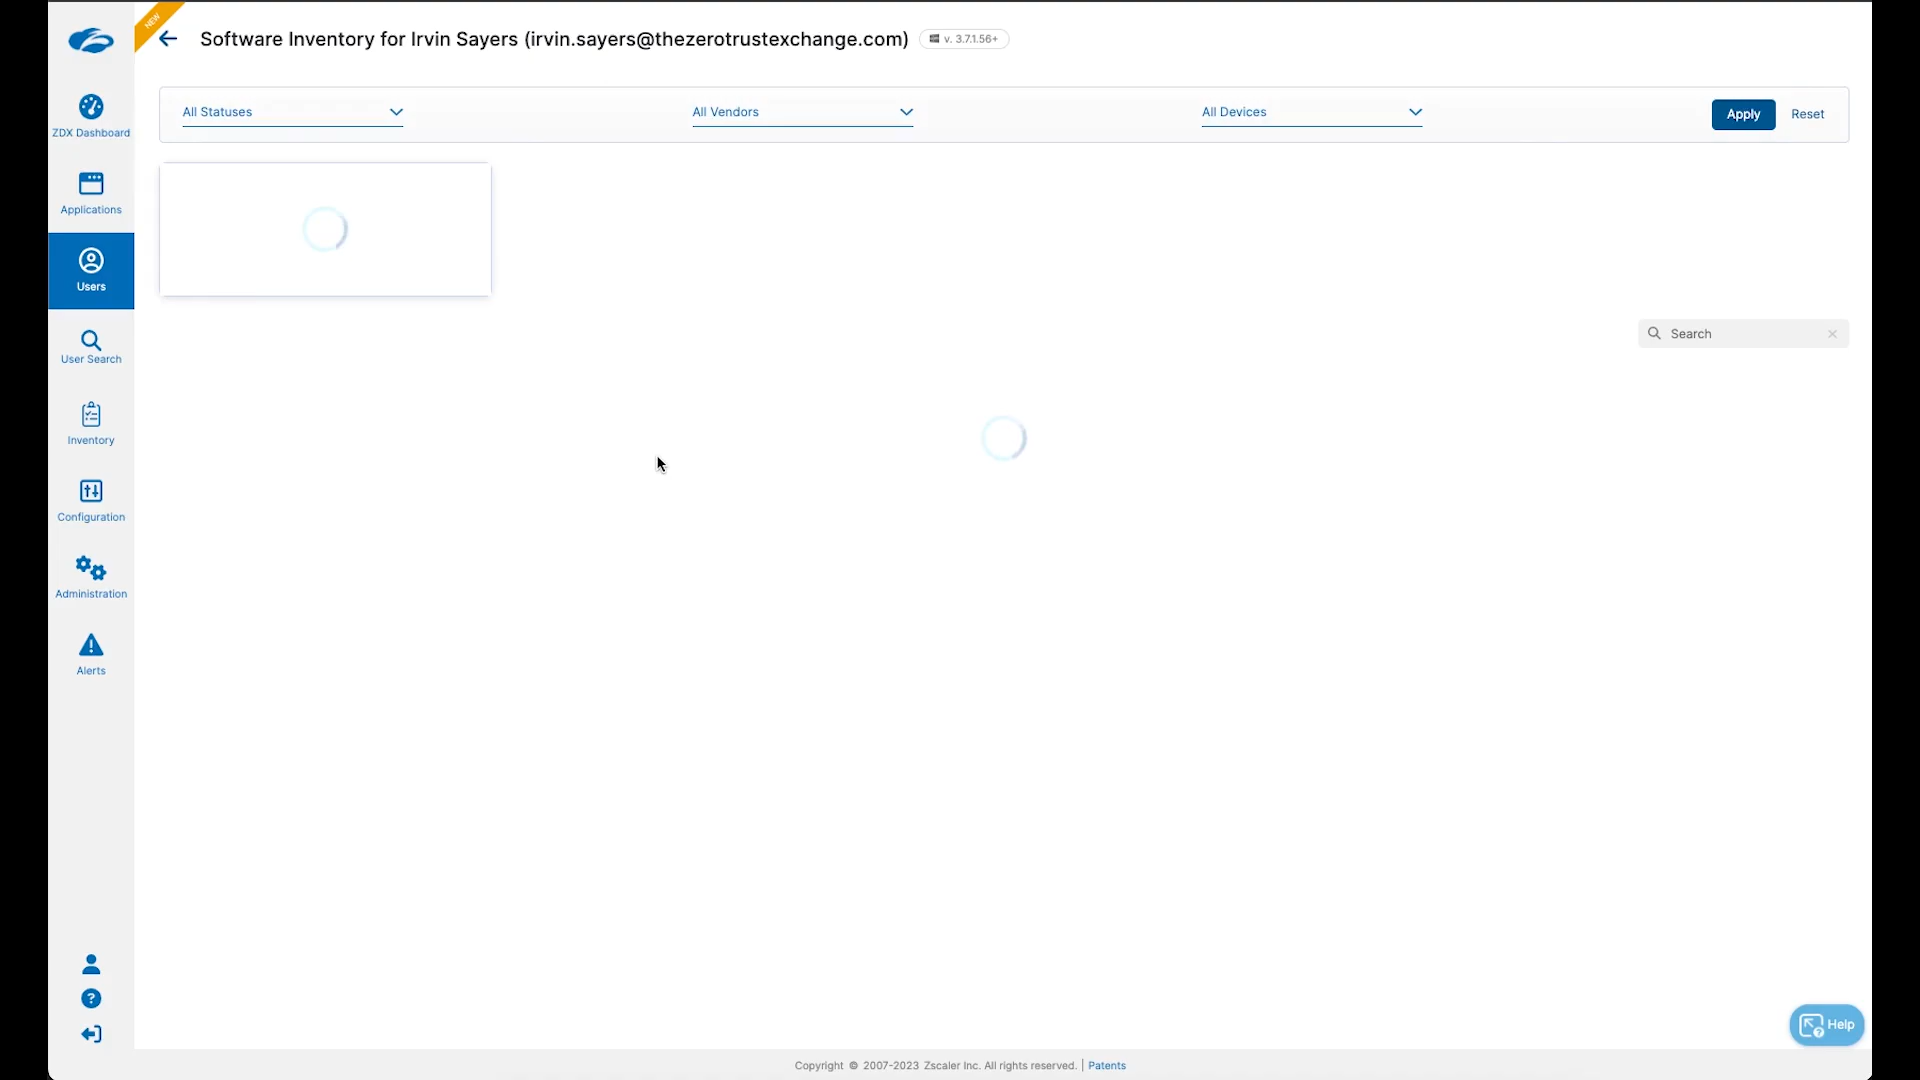 NEW
Software Inventory for Irvin Sayers (irvin.sayers@thezerotrustexchange.com)
v. 3.7.1.56+
All Statuses
All Vendors
All Devices
Apply
Reset
ZDX Dashboard
Applications
Users
User Search
Inventory
Configuration
Administration
Alerts
Search
?
Help
Copyright © 2007-2023 Zscaler Inc. All rights reserved. | Patents